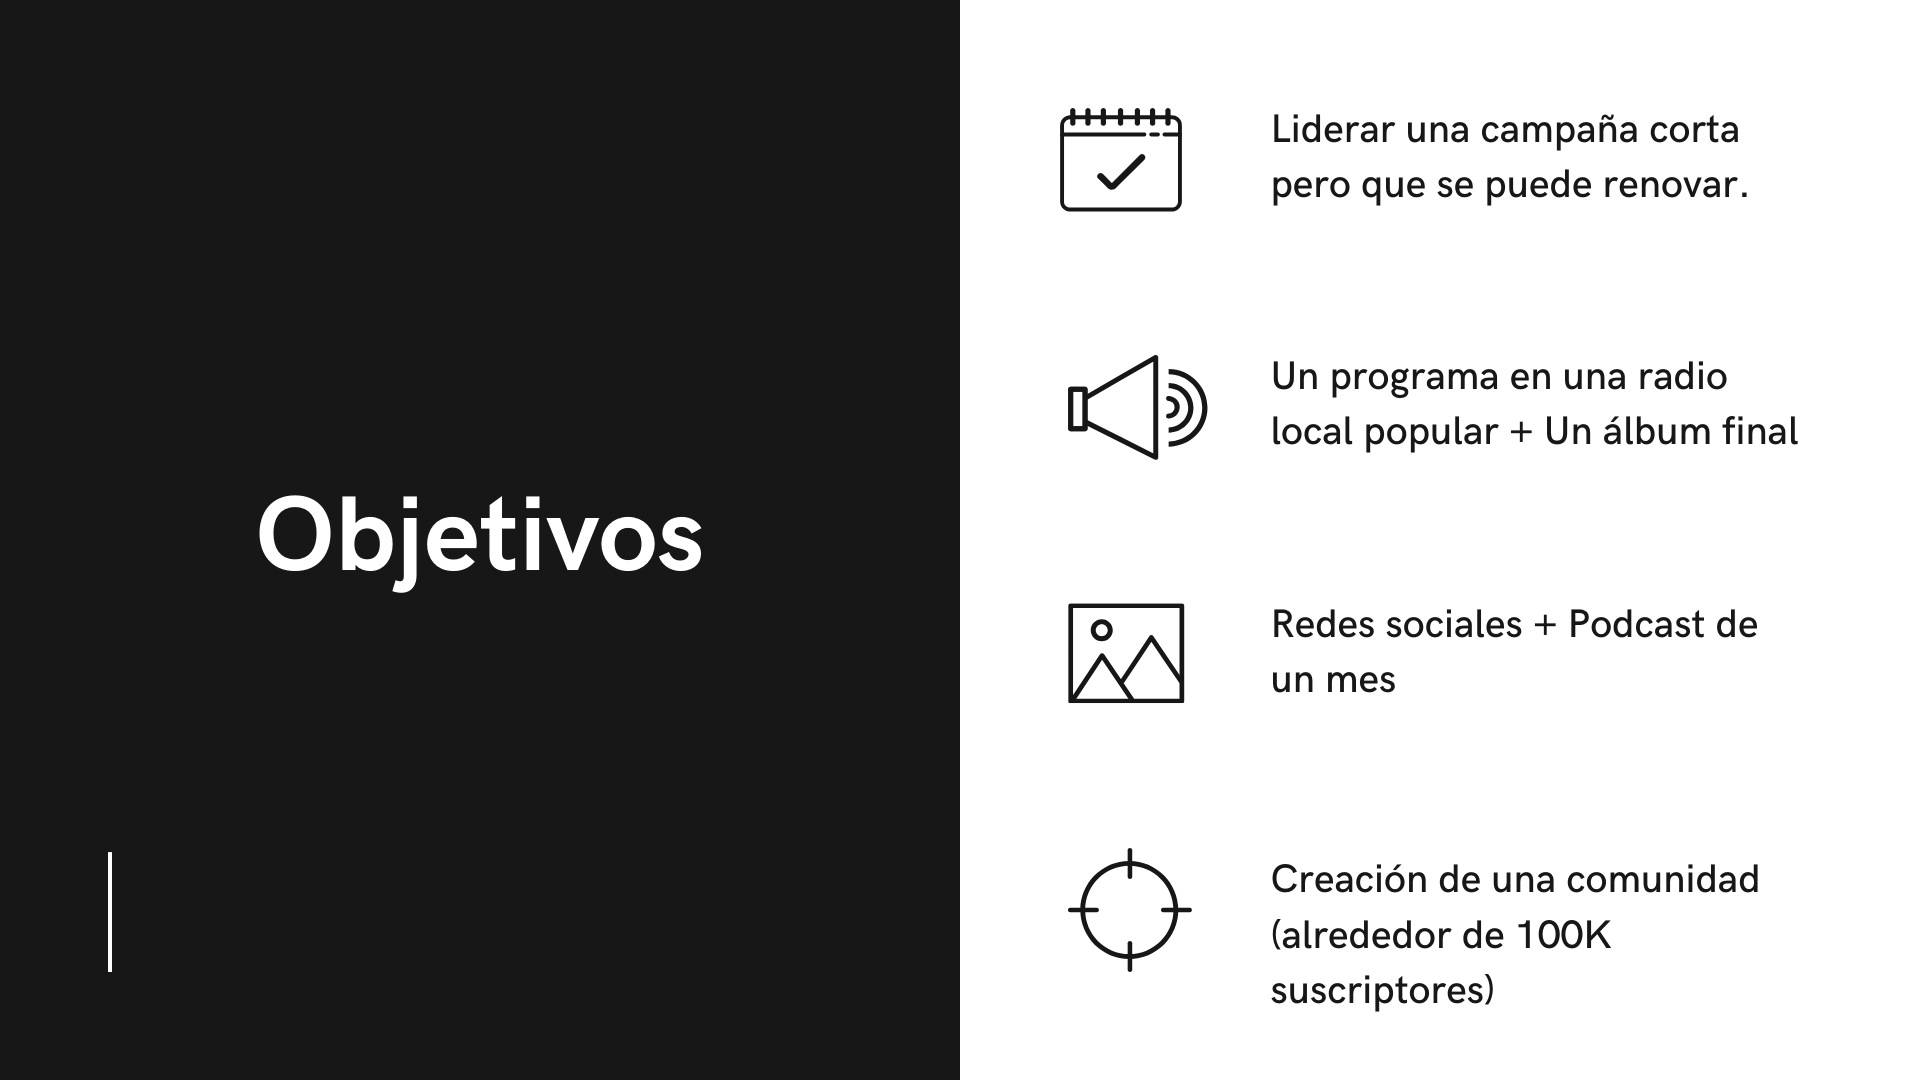 Objetivos
Liderar una campaña corta
pero que se puede renovar.
Un programa en una radio
local popular + Un álbum final
Redes sociales + Podcast de
un mes
Creación de una comunidad
(alrededor de 100K
suscriptores)